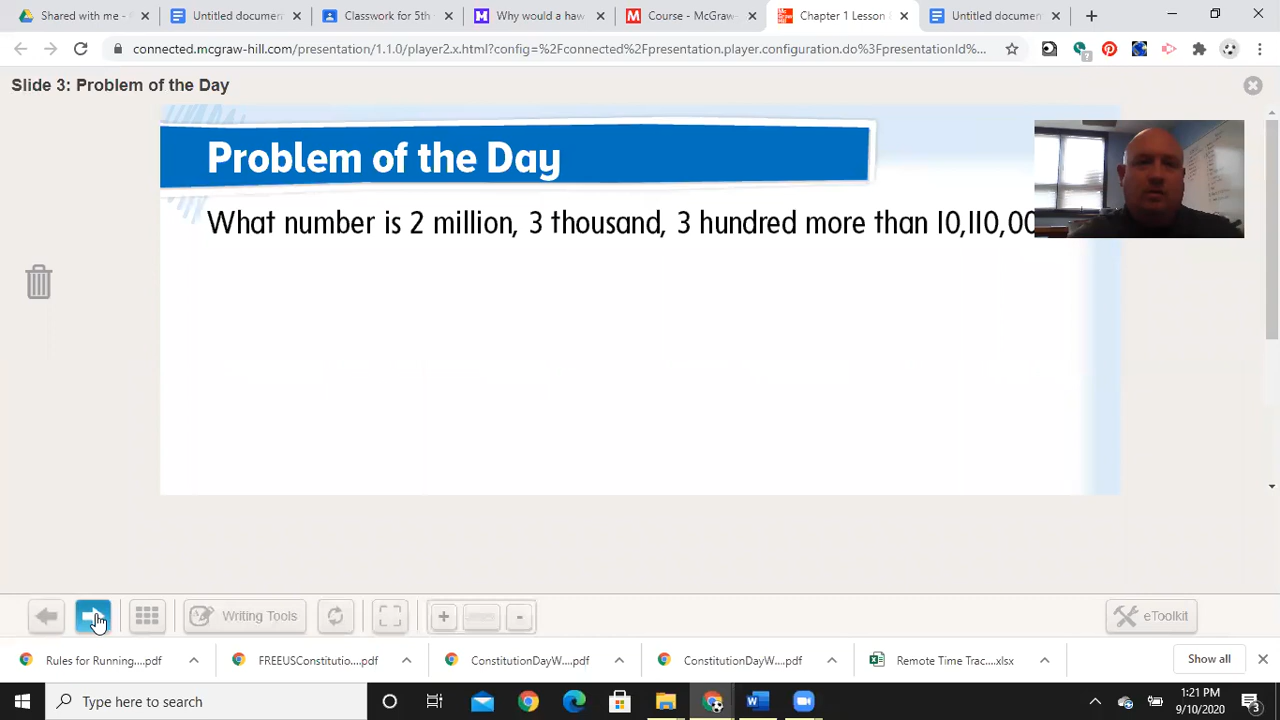 Shared with me -
Untitled documen
Classwork for 5th
Why would a haw
Course - McGraw-
Chapter 1 Lesson
Untitled documen
connected.mcgraw-hill.com/presentation/1.1.0/player2.x.html?config=%2Fconnected%2Fpresentation.player.configuration.do%3FpresentationId%...
Slide 3: Problem of the Day
Problem of the Day
What number is 2 million, 3 thousand, 3 hundred more than 10,110,00
Writing Tools
+
-
eToolkit
Rules for Running....pdf
FREEUSConstitutio....pdf
ConstitutionDayW....pdf
ConstitutionDayW....pdf
Remote Time Trac....xlsx
Show all
Type here to search
1:21 PM
9/10/2020
3